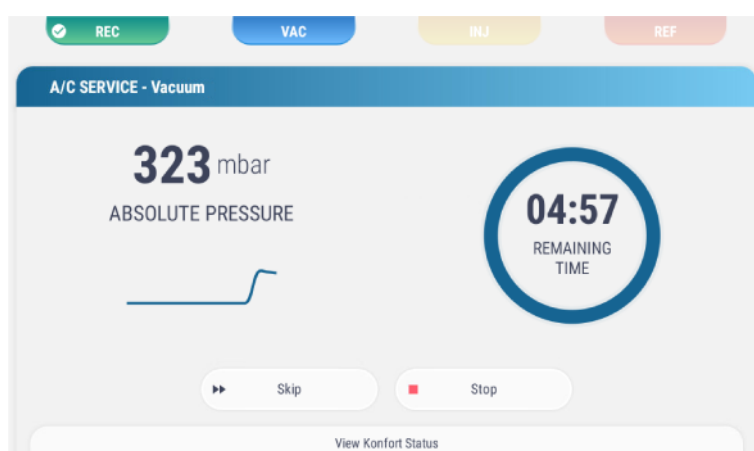 REC
VAC
INJ
REF
A/C SERVICE - Vacuum
323 mbar
ABSOLUTE PRESSURE
04:57
REMAINING
TIME
Skip
Stop
View Konfort Status